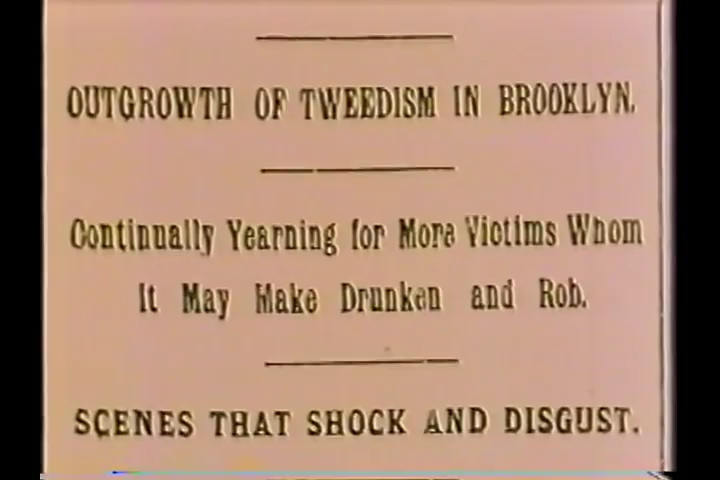 OUTGROWTH OF TWEEDISM IN BROOKLYN.
Continually Yearning for More Victims Whom
It May Make Drunken and Rob.
SCENES THAT SHOCK AND DISGUST.